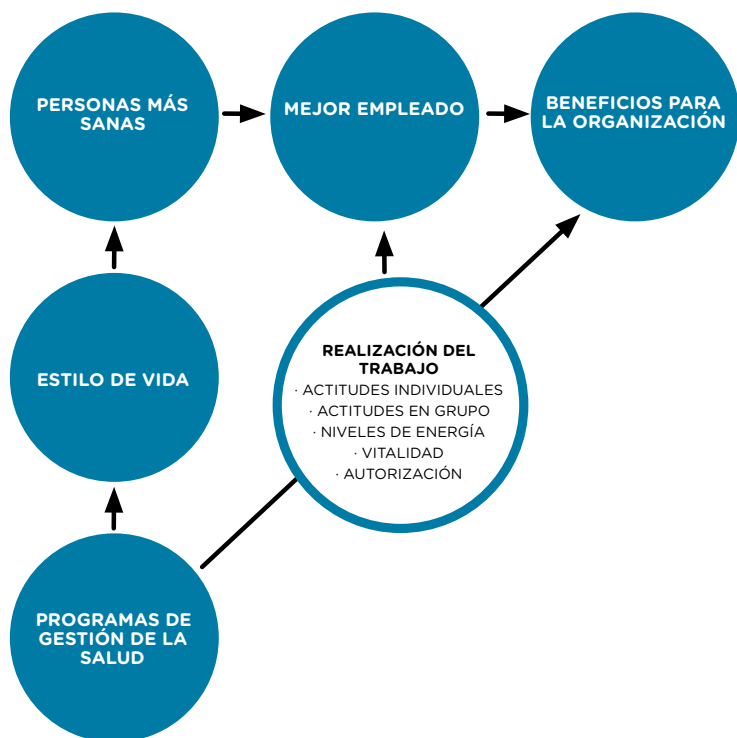 PERSONAS MÁS
SANAS
MEJOR EMPLEADO
BENEFICIOS PARA
LA ORGANIZACIÓN
ESTILO DE VIDA
REALIZACIÓN DEL
TRABAJO
· ACTITUDES INDIVIDUALES
· ACTITUDES EN GRUPO
· NIVELES DE ENERGÍA
· VITALIDAD
· AUTORIZACIÓN
PROGRAMAS DE
GESTIÓN DE LA
SALUD